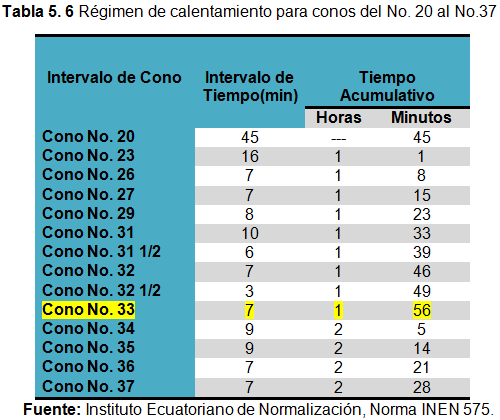 Tabla 5. 6 Régimen de calentamiento para conos del No. 20 al No.37
Intervalo de Cono Intervalo de Tiempo(min) Tiempo Acumulativo
Horas Minutos
Cono No. 20 45 --- 45
Cono No. 23 16 1 1
Cono No. 26 7 1 8
Cono No. 27 7 1 15
Cono No. 29 8 1 23
Cono No. 31 10 1 33
Cono No. 31 1/2 6 1 39
Cono No. 32 7 1 46
Cono No. 32 1/2 3 1 49
Cono No. 33 7 1 56
Cono No. 34 9 2 5
Cono No. 35 9 2 14
Cono No. 36 7 2 21
Cono No. 37 7 2 28
Fuente: Instituto Ecuatoriano de Normalización, Norma INEN 575.